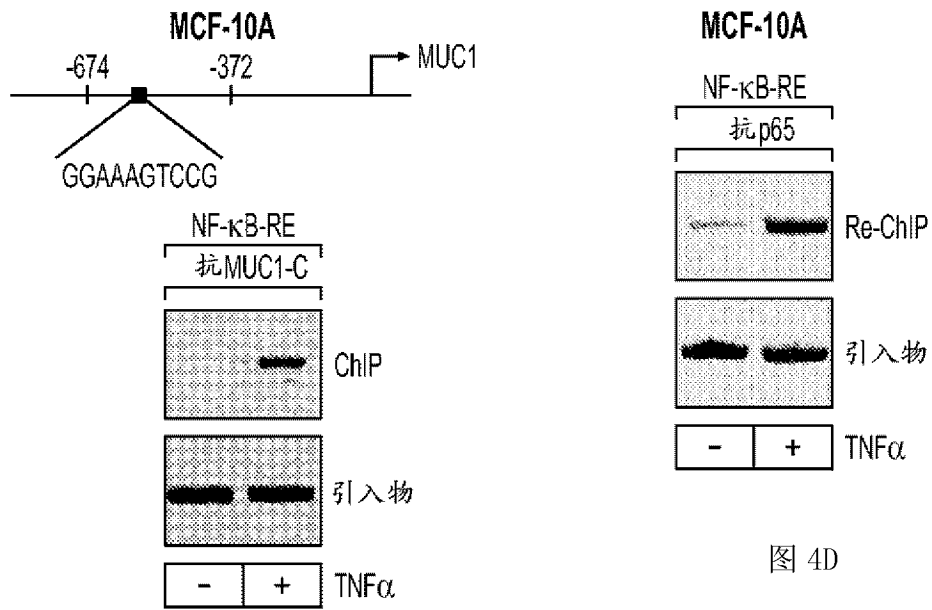 MCF-10A
-674 -372 MUC1
GGAAAGTCCG
NF-κB-RE
抗MUC1-C
ChIP
引入物
- + TNFα
MCF-10A
NF-κB-RE
抗p65
Re-ChIP
引入物
- + TNFα
图 4D